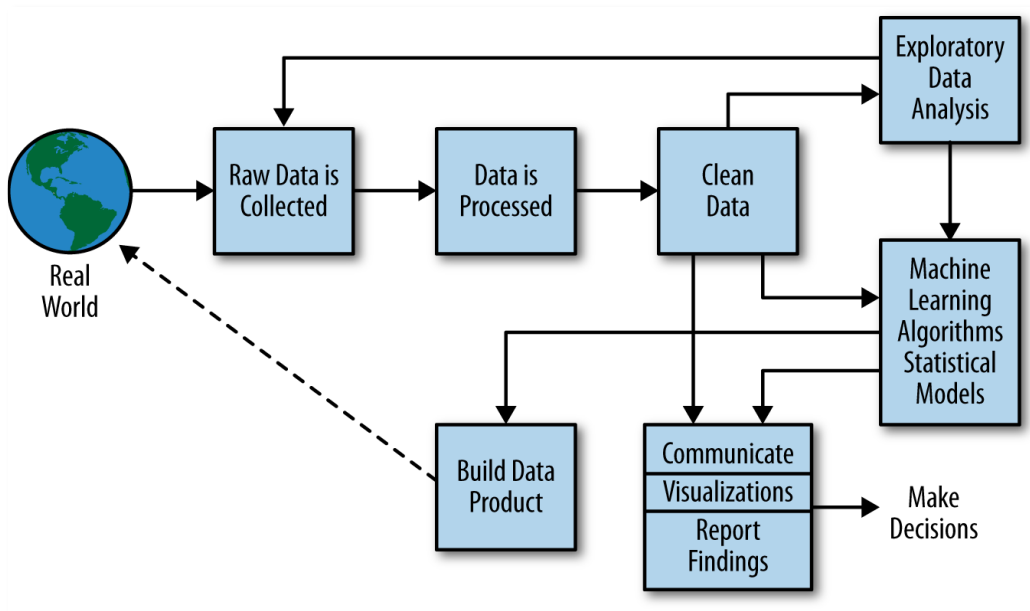 Exploratory
Data
Analysis
Raw Data is
Collected
Data is
Processed
Clean
Data
Real
World
Machine
Learning
Algorithms
Statistical
Models
Build Data
Product
Communicate
Visualizations
Report
Findings
Make
Decisions